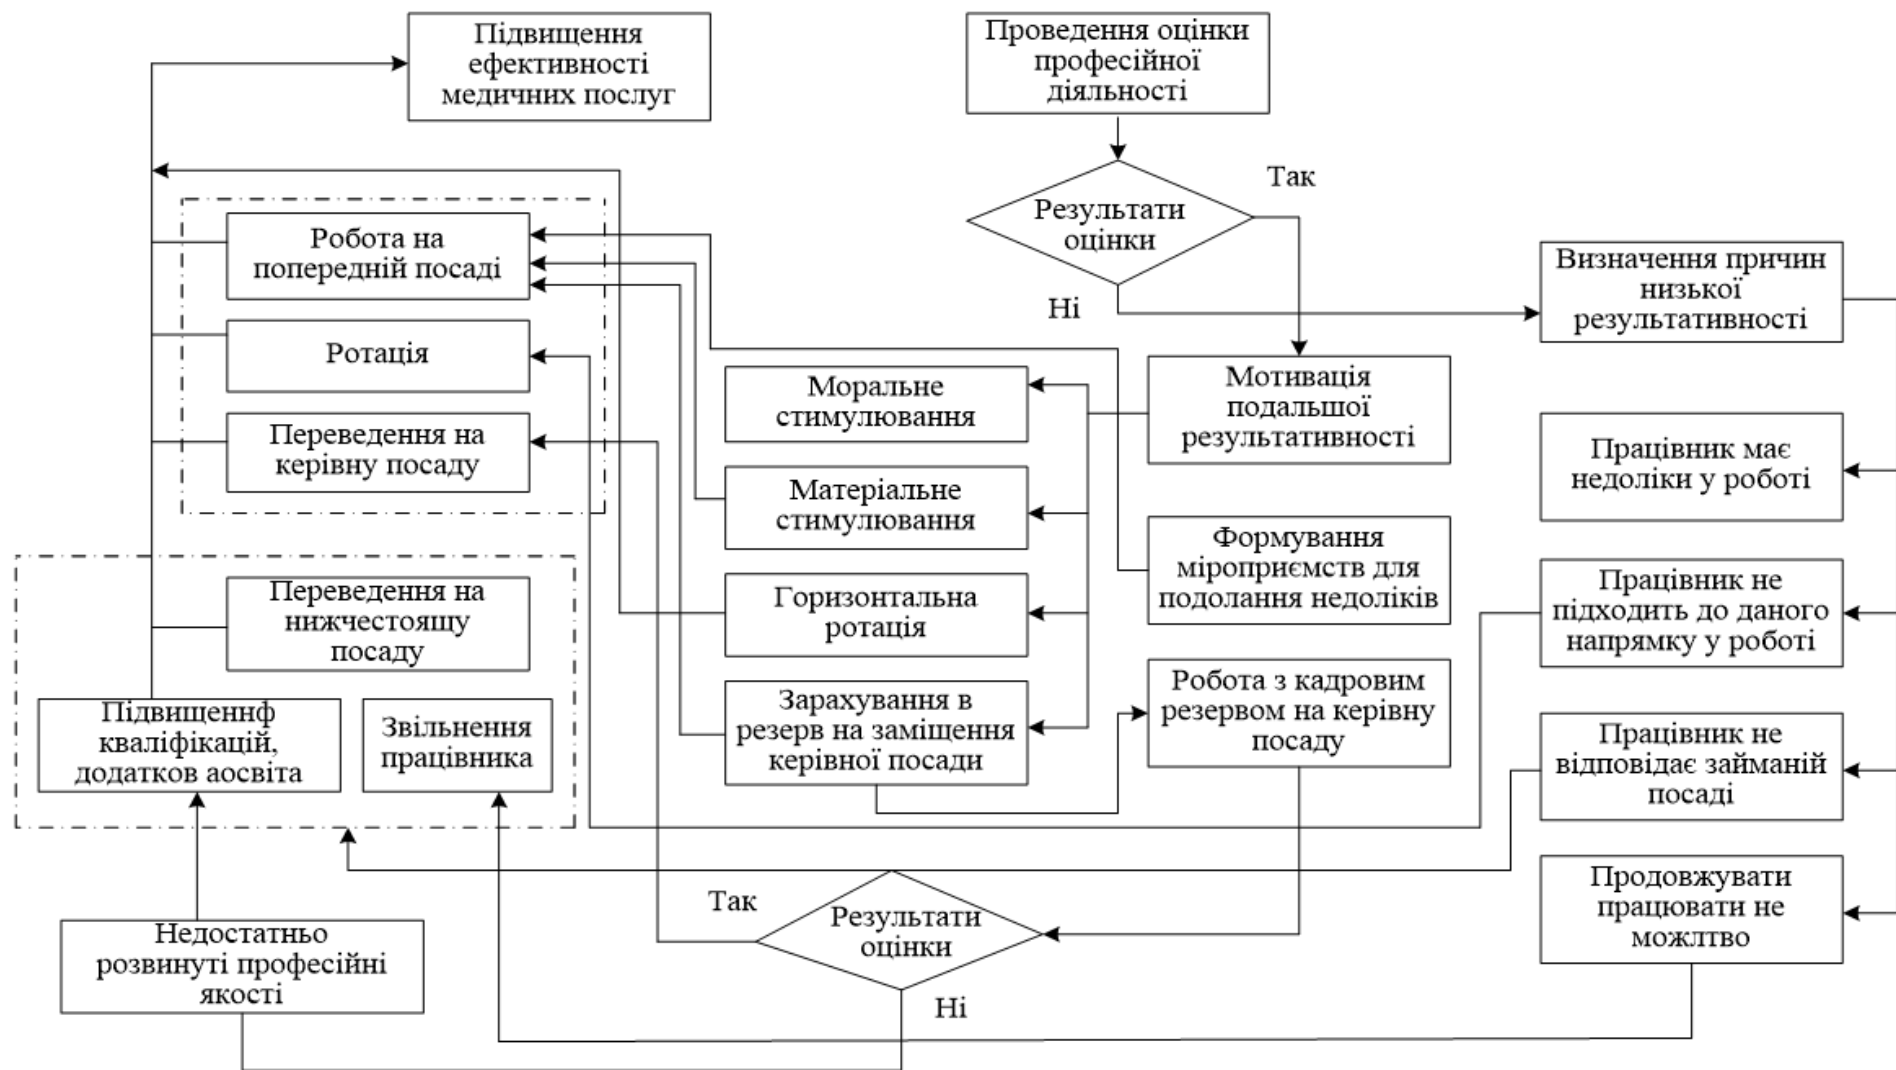 Підвищення
ефективності
медичних послуг
Проведення оцінки
професійної
діяльності
Результати
оцінки
Так
Ні
Робота на
попередній посаді
Ротація
Переведення на
керівну посаду
Визначення причин
низької
результативності
Моральне
стимулювання
Мотивація
подальшої
результативності
Працівник має
недоліки у роботі
Матеріальне
стимулювання
Формування
міроприємств для
подолання недоліків
Переведення на
нижчестоящу
посаду
Горизонтальна
ротація
Працівник не
підходить до даного
напрямку у роботі
Підвищеннф
кваліфікацій,
додатков аосвіта
Звільнення
працівника
Зарахування в
резерв на заміщення
керівної посади
Робота з кадровим
резервом на керівну
посаду
Працівник не
відповідає займаній
посаді
Так
Результати
оцінки
Ні
Продовжувати
працювати не
можлтво
Недостатньо
розвинуті професійні
якості